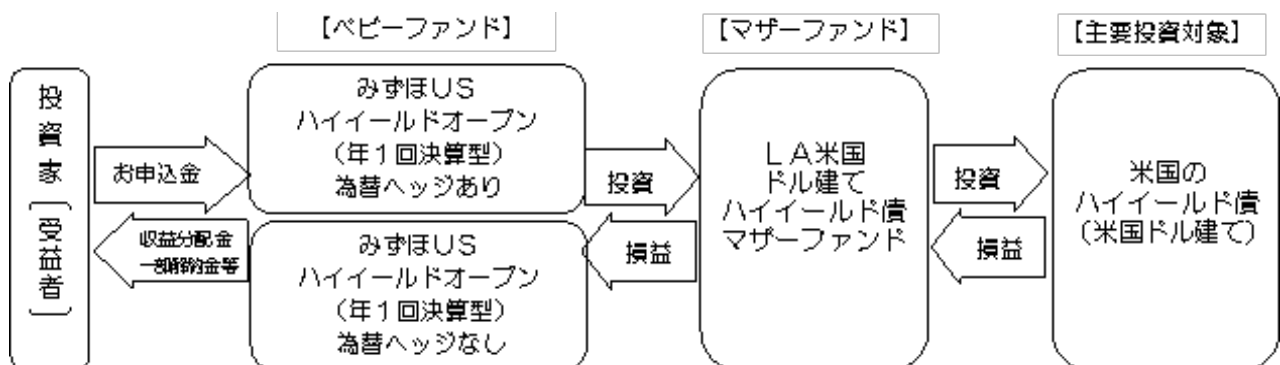 【ベビーファンド】
【マザーファンド】
【主要投資対象】
投資家〔受益者〕
お申込金
収益分配金
一部解約金等
みずほUS
ハイイールドオープン
(年1回決算型)
為替ヘッジあり
みずほUS
ハイイールドオープン
(年1回決算型)
為替ヘッジなし
投資
損益
LA米国
ドル建て
ハイイールド債
マザーファンド
投資
損益
米国の
ハイイールド債
(米国ドル建て)